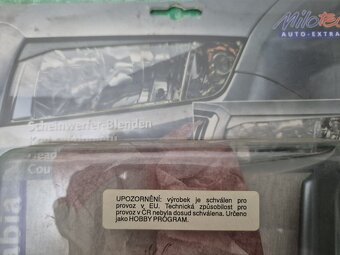 Milotec
AUTO-EXTRA
Scheinwerfer-Blenden
UPOZORNĚNÍ: výrobek je schválen pro
provoz v EU. Technická způsobilost pro
provoz v ČR nebyla dosud schválena. Určeno
jako HOBBY PROGRAM.